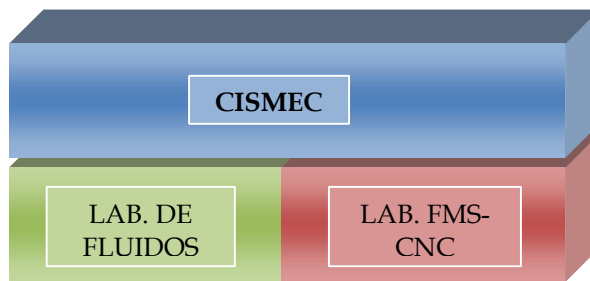 CISMEC
LAB. DE
FLUIDOS
LAB. FMS-
CNC